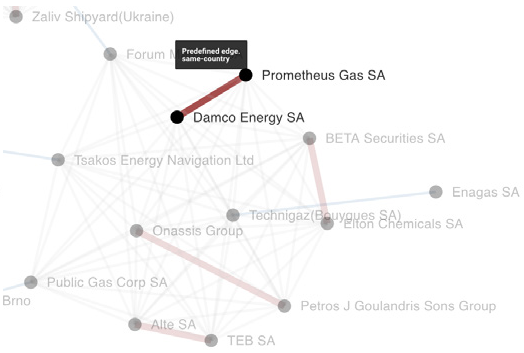 Zaliv Shipyard(Ukraine)
Forum M
Predefined edge.
same-country
Prometheus Gas SA
Damco Energy SA
BETA Securities SA
Tsakos Energy Navigation Ltd
Enagas SA
Technigaz(Bouygues SA)
Elton Chemicals SA
Onassis Group
Public Gas Corp SA
Brno
Petros J Goulandris Sons Group
Alte SA
TEB SA